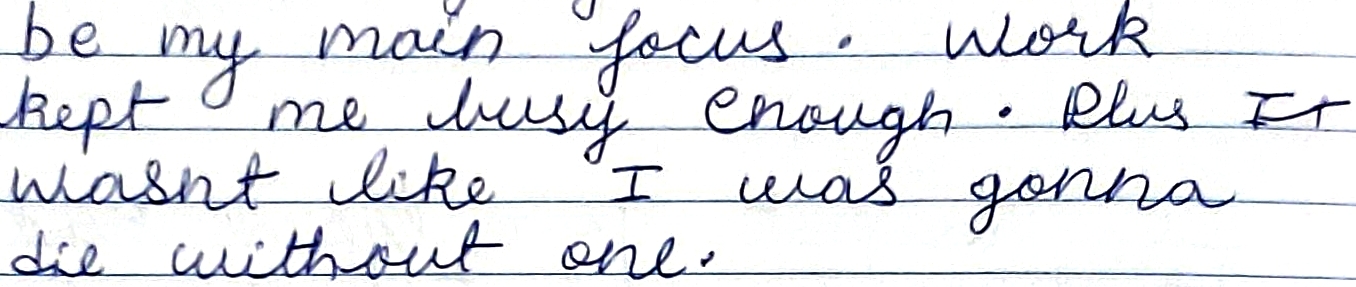 be my main focus. Work
kept me busy enough. Plus It
wasnt like I was gonna
die without one.